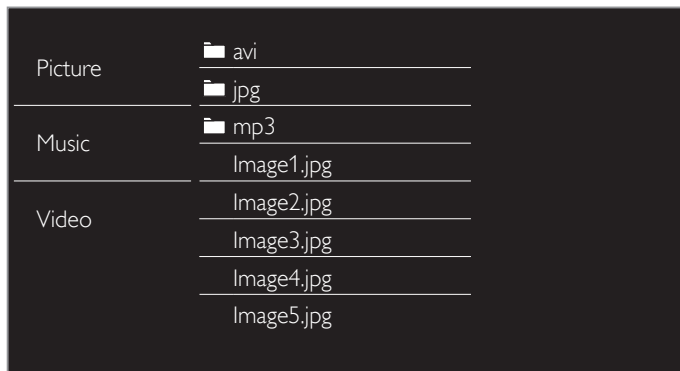 Picture
Music
Video
avi
jpg
mp3
Image1.jpg
Image2.jpg
Image3.jpg
Image4.jpg
Image5.jpg